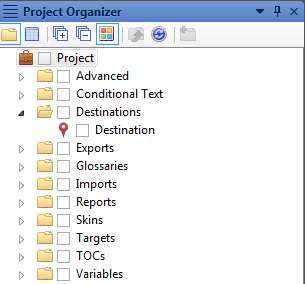 Project Organizer
Project
Advanced
Conditional Text
Destinations
Destination
Exports
Glossaries
Imports
Reports
Skins
Targets
TOCs
Variables